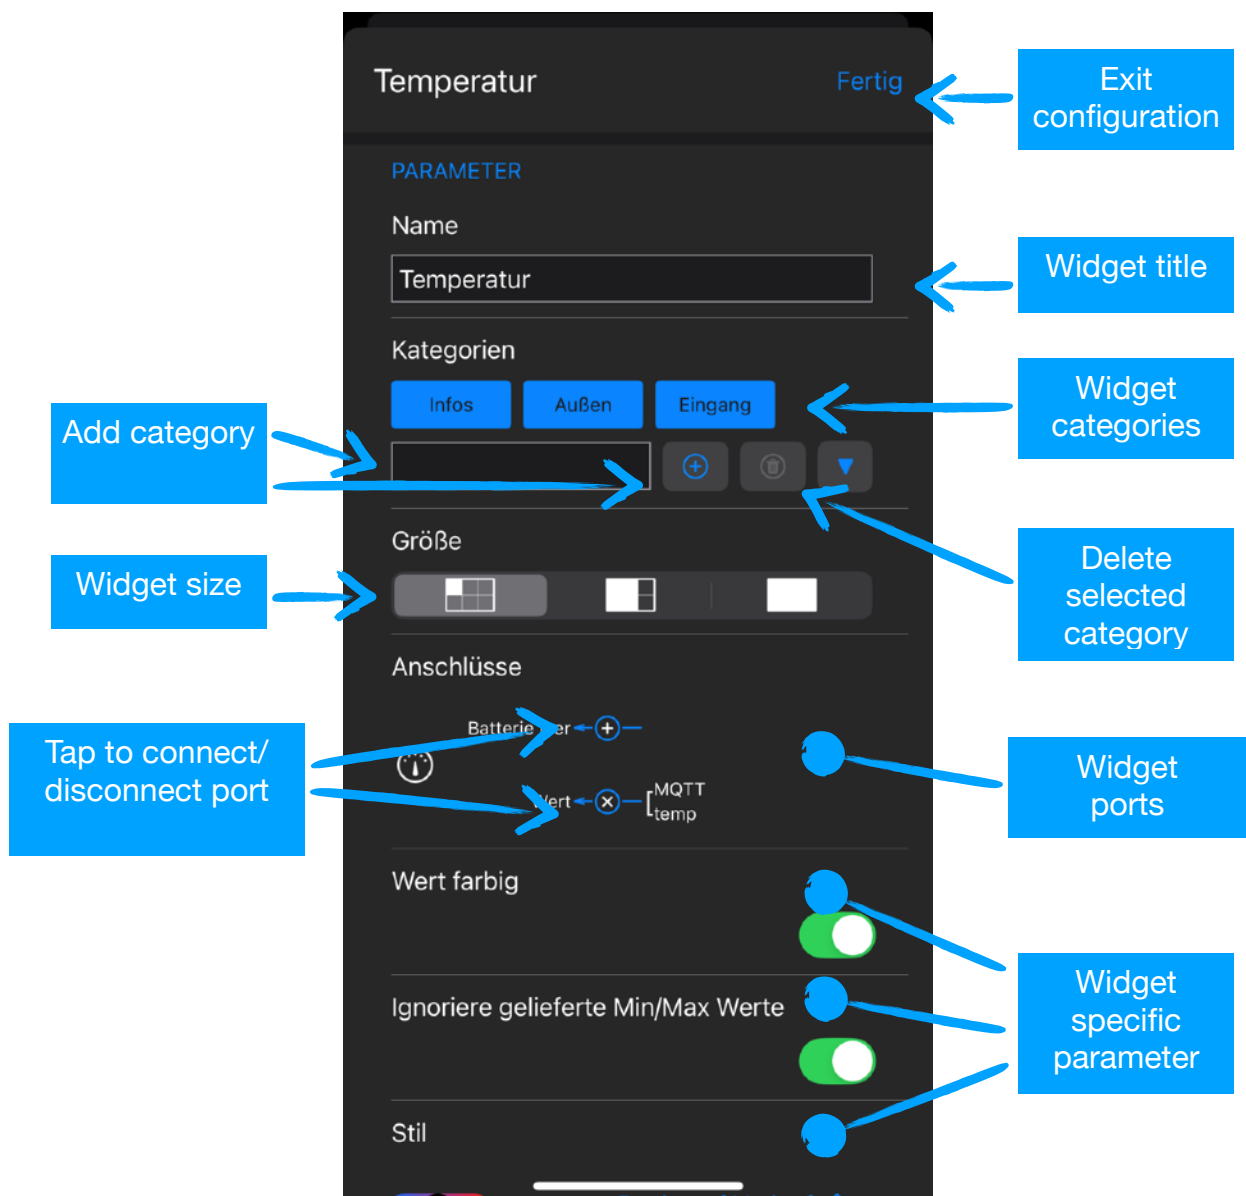 Temperatur
Fertig
Exit
configuration
PARAMETER
Name
Temperatur
Widget title
Kategorien
Infos
Außen
Eingang
Widget
categories
Add category
Größe
Widget size
Delete
selected
category
Anschlüsse
Batterie
Tap to connect/
disconnect port
Wert
MQTT
temp
Widget
ports
Wert farbig
Ignoriere gelieferte Min/Max Werte
Widget
specific
parameter
Stil